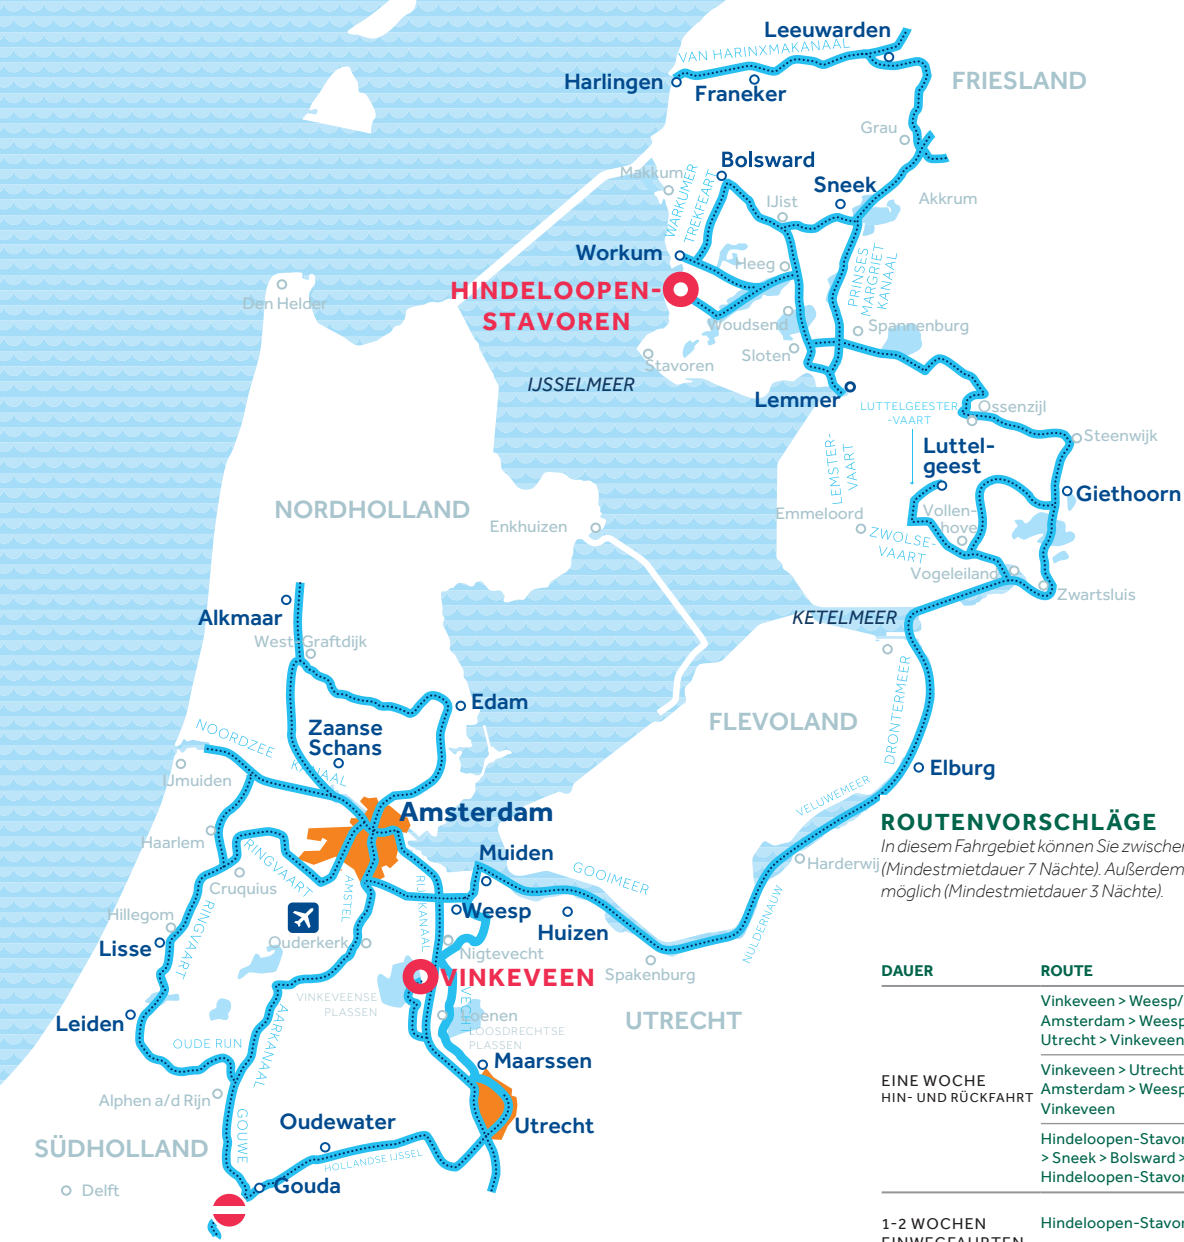 Leeuwarden
VAN HARINXMAKANAAL
Harlingen
Franeker
FRIESLAND
Grau
Bolsward
Makkum
Sneek
IJlst
Akkrum
WARKUMER
TREKFEART
Workum
Heeg
PRINSES
MARGRIET
KANAAL
HINDELOOPEN-
STAVOREN
Den Helder
Woudsend
Spannenburg
Sloten
Stavoren
IJSSELMEER
Lemmer
LUTTELGEESTER
-VAART
Ossenzijl
Steenwijk
Luttel-
geest
LEMSTER-
VAART
Giethoorn
NORDHOLLAND
Enkhuizen
Emmeloord
Vollen-
hove
ZWOLSE-
VAART
Vogeleiland
Zwartsluis
KETELMEER
Alkmaar
West-Graftdijk
Edam
FLEVOLAND
DRONTERMEER
Zaanse
Schans
NOORDZEE
KANAAL
IJmuiden
Elburg
VELUWEMEER
Amsterdam
Haarlem
RINGVAART
Muiden
GOOIMEER
Harderwij
Cruquius
AMSTEL
RIJNKANAAL
Hillegom
RINGVAART
Weesp
Huizen
NULDERNAUW
Lisse
Ouderkerk
Nigtevecht
Spakenburg
VINKEVEEN
VINKEVEENSE
PLASSEN
VECHT
Loenen
LOOSDRECHTSE
PLASSEN
UTRECHT
Leiden
OUDE RIJN
AARKANAAL
Maarssen
Alphen a/d Rijn
Oudewater
Utrecht
GOUWE
SÜDHOLLAND
HOLLANDSE IJSSEL
Delft
Gouda
ROUTENVORSCHLÄGE
In diesem Fahrgebiet können Sie zwischen
(Mindestmietdauer 7 Nächte). Außerdem
möglich (Mindestmietdauer 3 Nächte).
DAUER ROUTE
Vinkeveen > Weesp/
Amsterdam > Weesp
Utrecht > Vinkeveen
EINE WOCHE
HIN- UND RÜCKFAHRT
Vinkeveen > Utrecht
Amsterdam > Weesp
Vinkeveen
Hindeloopen-Stavor
> Sneek > Bolsward >
Hindeloopen-Stavor
1-2 WOCHEN
EINWEGFAHRTEN
Hindeloopen-Stavor